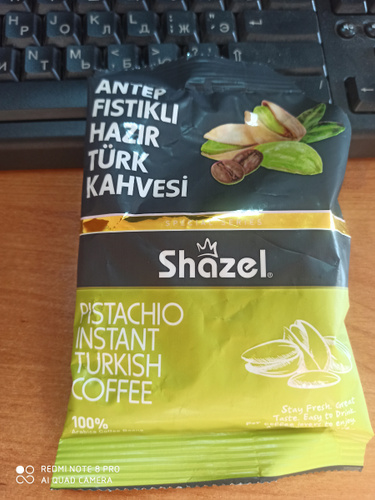 ANTEP
FISTIKLI
HAZIR
TÜRK
KAHVESİ
Shazel
PISTACHIO
INSTANT
TURKISH
COFFEE
100%
Stay Fresh, Great
Taste, Easy to Drink
REDMI NOTE 8 PRO
AI QUAD CAMERA